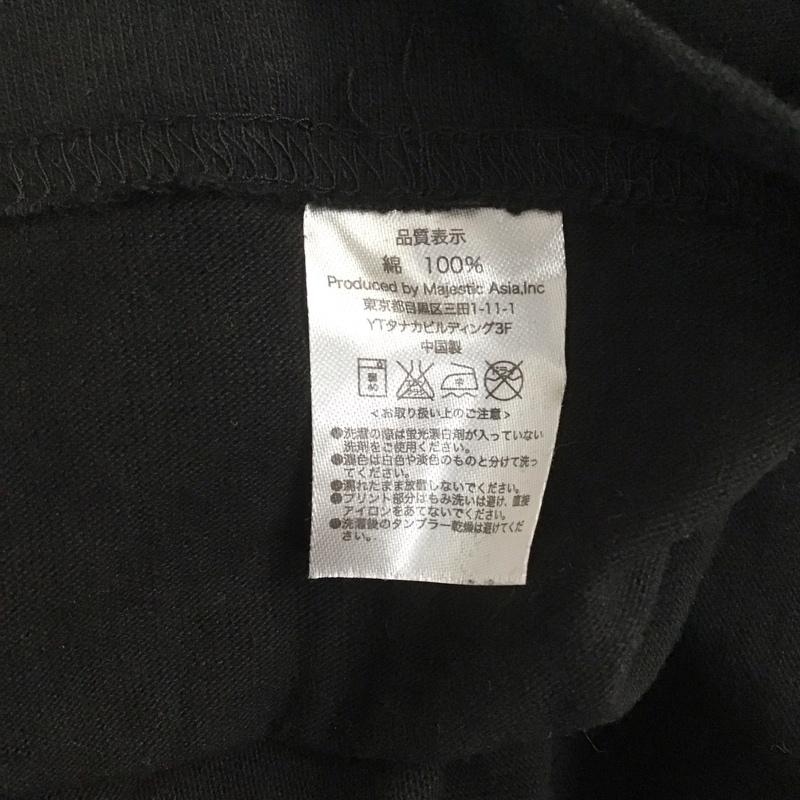 品質表示
綿 100%
Produced by Majestic Asia,Inc
東京都目黒区三田1-11-1
YTタナカビルディング3F
中国製
中
ドライ
<お取り扱い上のご注意>
●洗濯の際は蛍光漂白剤が入っていない
洗剤をご使用ください。
●濃色は白色や淡色のものと分けて洗っ
てください。
●濡れたまま放置しないでください。
●プリント部分はもみ洗いは避け、直接
アイロンをあてないでください。
●洗濯後のタンブラー乾燥は避けてくだ
さい。